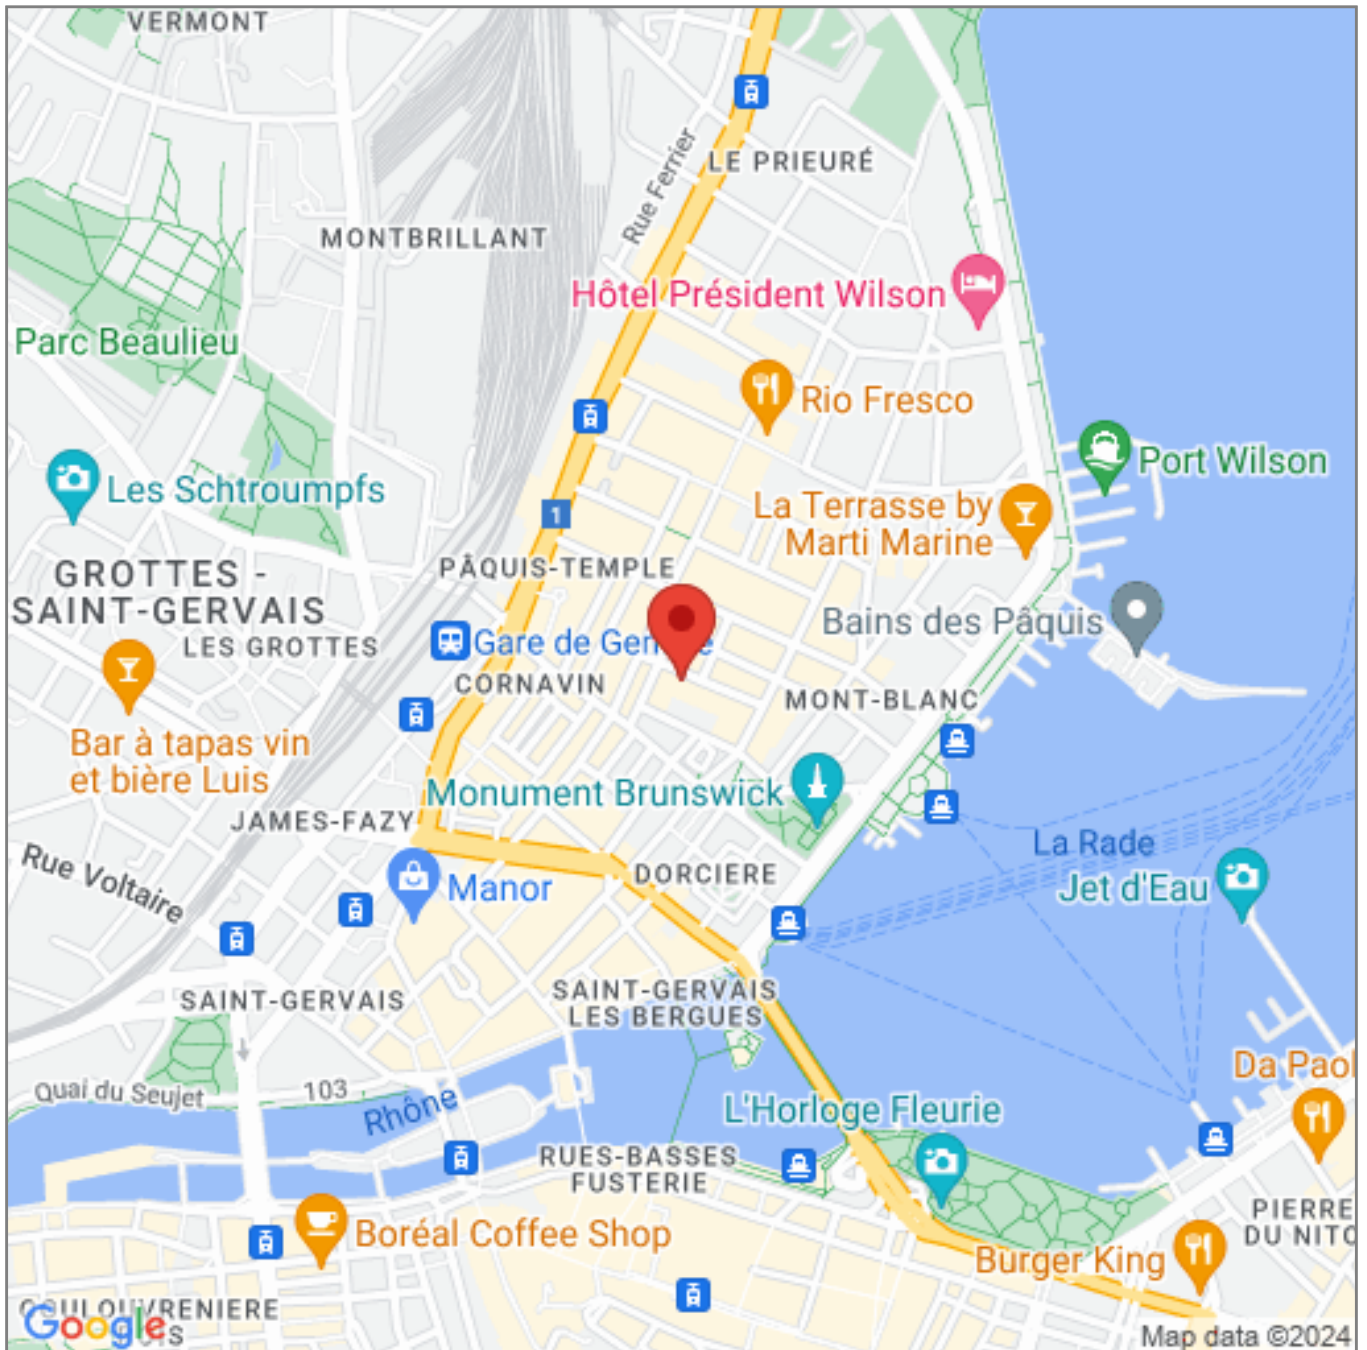 VERMONT
LE PRIEURÉ
Rue Ferrier
MONTBRILLANT
Hôtel Président Wilson
Parc Beaulieu
Rio Fresco
Port Wilson
Les Schtroumpfs
La Terrasse by
Marti Marine
1
PÂQUIS-TEMPLE
GROTTES -
SAINT-GERVAIS
LES GROTTES
Bains des Pâquis
Gare de
CORNAVIN
MONT-BLANC
Bar à tapas vin
et bière Luis
Monument Brunswick
JAMES-FAZY
La Rade
Rue Voltaire
DORCIERE
Manor
Jet d'Eau
SAINT-GERVAIS
SAINT-GERVAIS
LES BERGUES
Quai du Seujet
103
Rhône
Da Paol
L'Horloge Fleurie
RUES-BASSES
FUSTERIE
PIERRE
DU NITO
Boréal Coffee Shop
Burger King
Google
Map data ©2024